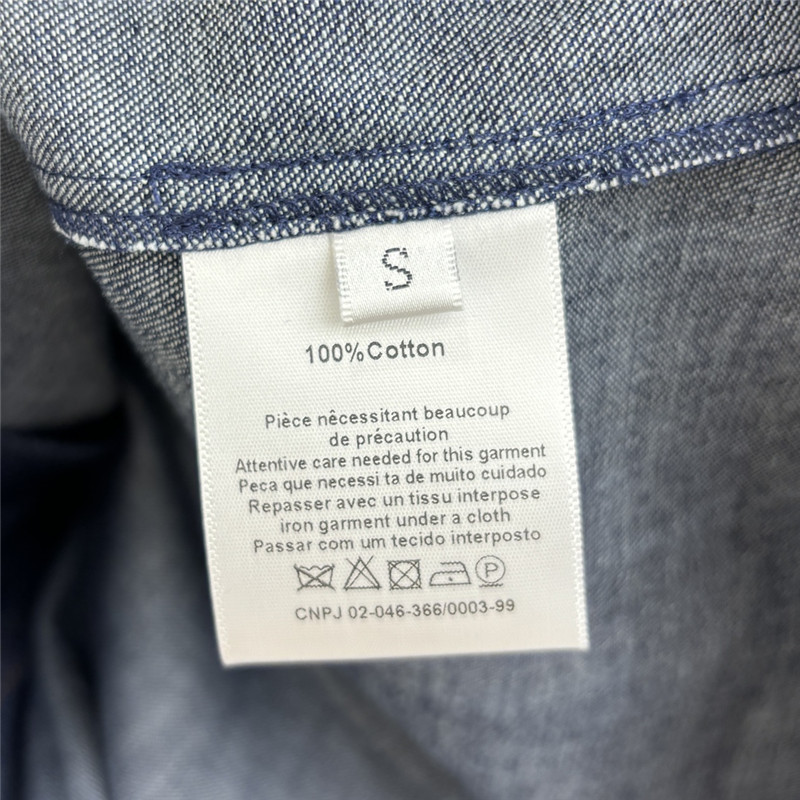 S
100%Cotton
Pièce nêcessitant beaucoup
de précaution
Attentive care needed for this garment
Peca que necessi ta de muito cuidado
Repasser avec un tissu interpose
iron garment under a cloth
Passar com um tecido interposto
P
CNPJ 02-046-366/0003-99